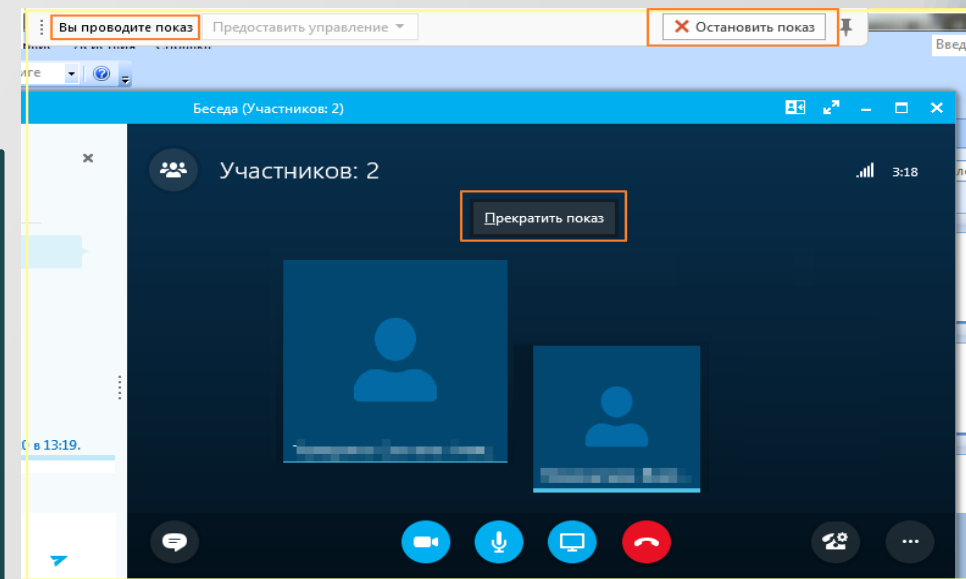 Вы проводите показ Предоставить управление Остановить показ
Справка
Введ
Беседа (Участников: 2)
Участников: 2
3:18
Прекратить показ
в 13:19.